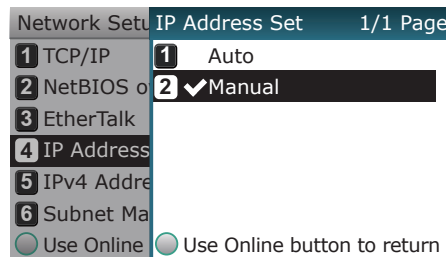 Network Setu
1 TCP/IP
2 NetBIOS o
3 EtherTalk
4 IP Address
5 IPv4 Addre
6 Subnet Ma
Use Online
IP Address Set 1/1 Page
1 Auto
2 ✓Manual
Use Online button to return